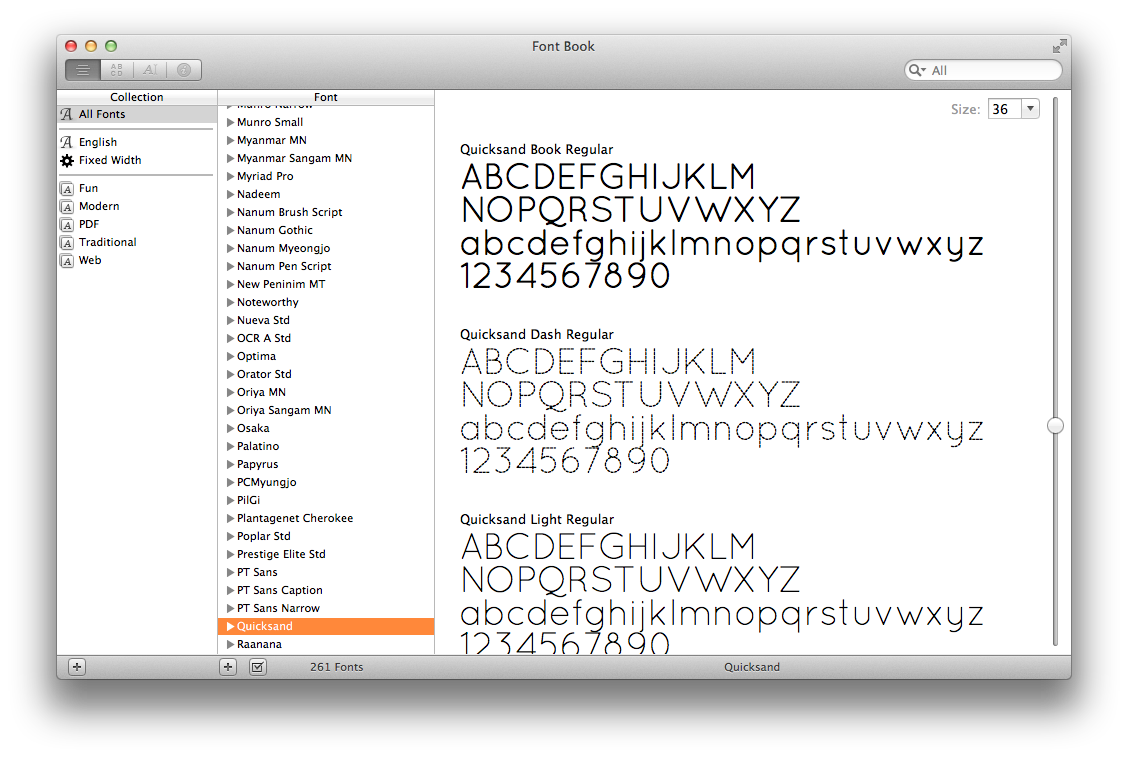 Font Book
All
Collection
Font
All Fonts
English
Fixed Width
Fun
Modern
PDF
Traditional
Web
Munro Narrow
Munro Small
Myanmar MN
Myanmar Sangam MN
Myriad Pro
Nadeem
Nanum Brush Script
Nanum Gothic
Nanum Myeongjo
Nanum Pen Script
New Peninim MT
Noteworthy
Nueva Std
OCR A Std
Optima
Orator Std
Oriya MN
Oriya Sangam MN
Osaka
Palatino
Papyrus
PCMyungjo
PilGi
Plantagenet Cherokee
Poplar Std
Prestige Elite Std
PT Sans
PT Sans Caption
PT Sans Narrow
Quicksand
Raanana
Size: 36
Quicksand Book Regular
ABCDEFGHIJKLM
NOPQRSTUVWXYZ
abcdefghijklmnopqrstuvwxyz
1234567890
Quicksand Dash Regular
ABCDEFGHIJKLM
NOPQRSTUVWXYZ
abcdefghijklmnopqrstuvwxyz
1234567890
Quicksand Light Regular
ABCDEFGHIJKLM
NOPQRSTUVWXYZ
abcdefghijklmnopqrstuvwxyz
1234567890
261 Fonts
Quicksand